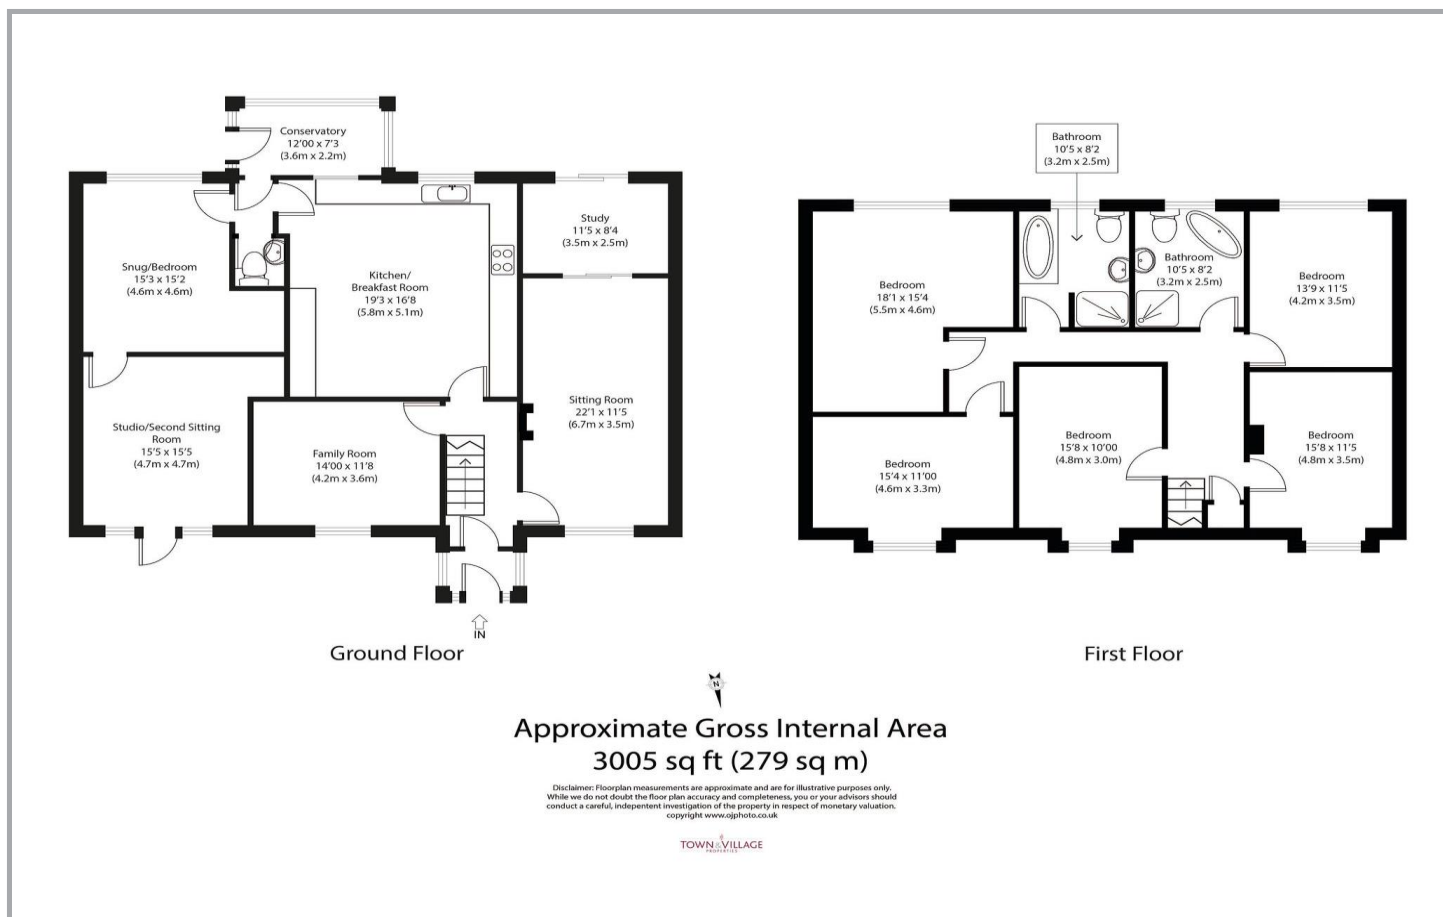 Conservatory
12'00 x 7'3
(3.6m x 2.2m)
Study
11'5 x 8'4
(3.5m x 2.5m)
Snug/Bedroom
15'3 x 15'2
(4.6m x 4.6m)
Kitchen/
Breakfast Room
19'3 x 16'8
(5.8m x 5.1m)
Sitting Room
22'1 x 11'5
(6.7m x 3.5m)
Studio/Second Sitting
Room
15'5 x 15'5
(4.7m x 4.7m)
Family Room
14'00 x 11'8
(4.2m x 3.6m)
IN
Ground Floor
Bathroom
10'5 x 8'2
(3.2m x 2.5m)
Bathroom
10'5 x 8'2
(3.2m x 2.5m)
Bedroom
18'1 x 15'4
(5.5m x 4.6m)
Bedroom
13'9 x 11'5
(4.2m x 3.5m)
Bedroom
15'4 x 11'00
(4.6m x 3.3m)
Bedroom
15'8 x 10'00
(4.8m x 3.0m)
Bedroom
15'8 x 11'5
(4.8m x 3.5m)
First Floor
N
Approximate Gross Internal Area
3005 sq ft (279 sq m)
Disclaimer: Floorplan measurements are approximate and are for illustrative purposes only.
While we do not doubt the floor plan accuracy and completeness, you or your advisors should
conduct a careful, indepentent investigation of the property in respect of monetary valuation.
copyright www.ojphoto.co.uk
TOWN&VILLAGE
PROPERTIES